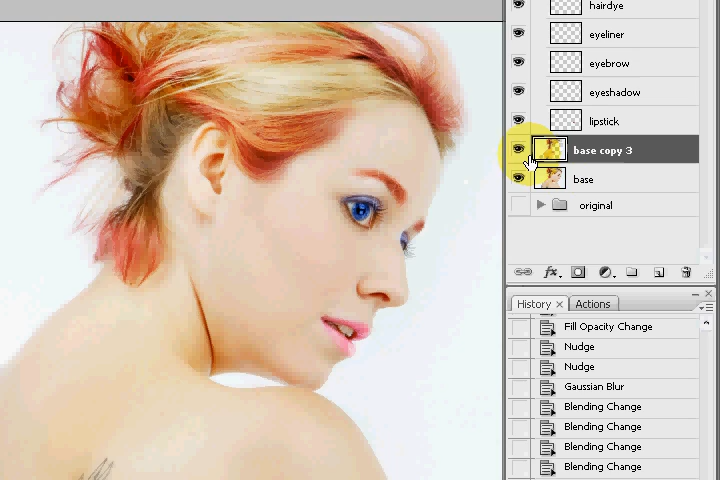 hairdye
eyeliner
eyebrow
eyeshadow
lipstick
base copy 3
base
original
fx
History × Actions
Fill Opacity Change
Nudge
Nudge
Gaussian Blur
Blending Change
Blending Change
Blending Change
Blending Change